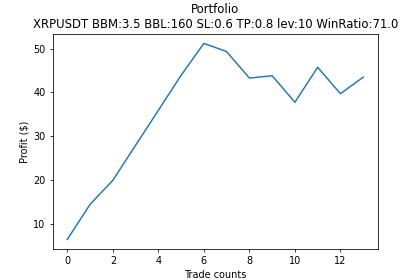 Portfolio
XRPUSDT BBM:3.5 BBL:160 SL:0.6 TP:0.8 lev:10 WinRatio:71.0
50
40
30
20
10
Profit ($)
0 2 4 6 8 10 12
Trade counts